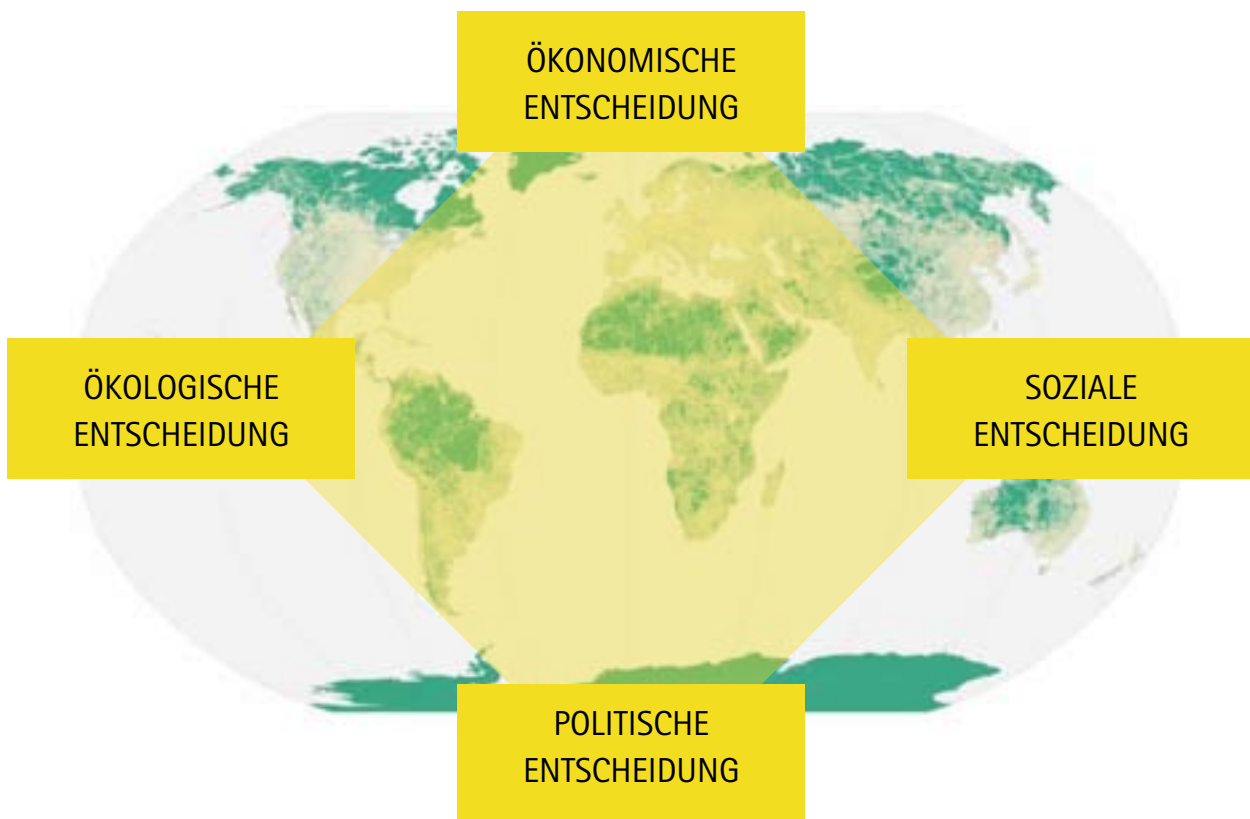 ÖKONOMISCHE
ENTSCHEIDUNG
ÖKOLOGISCHE
ENTSCHEIDUNG
SOZIALE
ENTSCHEIDUNG
POLITISCHE
ENTSCHEIDUNG